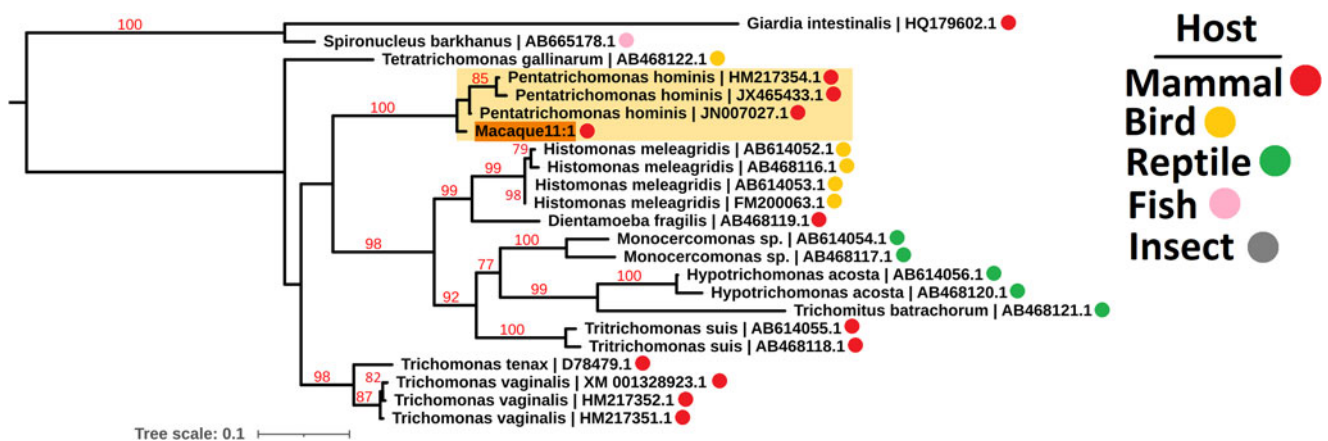 100
Giardia intestinalis | HQ179602.1
Spironucleus barkhanus | AB665178.1
Tetratrichomonas gallinarum | AB468122.1
85
Pentatrichomonas hominis | HM217354.1
Pentatrichomonas hominis | JX465433.1
100
Pentatrichomonas hominis | JN007027.1
Macaque11:1
79
Histomonas meleagridis | AB614052.1
99
Histomonas meleagridis | AB468116.1
99
98
Histomonas meleagridis | AB614053.1
Histomonas meleagridis | FM200063.1
Dientamoeba fragilis | AB468119.1
98
100
Monocercomonas sp. | AB614054.1
Monocercomonas sp. | AB468117.1
77
100
Hypotrichomonas acosta | AB614056.1
99
Hypotrichomonas acosta | AB468120.1
92
Trichomitus batrachorum | AB468121.1
100
Tritrichomonas suis | AB614055.1
Tritrichomonas suis | AB468118.1
98
Trichomonas tenax | D78479.1
82
Trichomonas vaginalis | XM 001328923.1
87
Trichomonas vaginalis | HM217352.1
Trichomonas vaginalis | HM217351.1
Tree scale: 0.1
Host
Mammal
Bird
Reptile
Fish
Insect